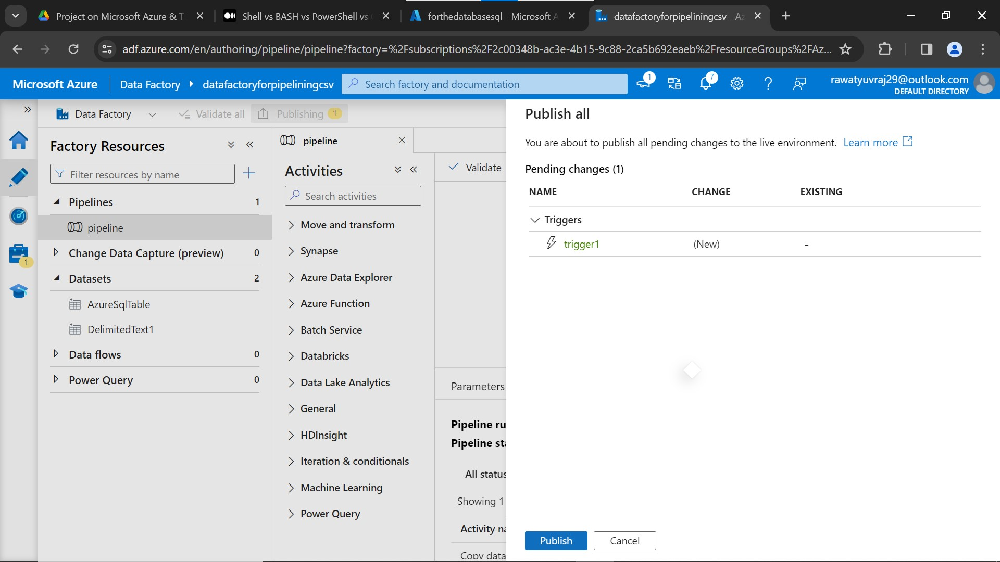 Project on Microsoft Azure & T
Shell vs BASH vs PowerShell vs
forthedatabasesql - Microsoft A
datafactoryforpipeliningcsv - Az
adf.azure.com/en/authoring/pipeline/pipeline?factory=%2Fsubscriptions%2F2c00348b-ac3e-4b15-9c88-2ca5b692eaeb%2FresourceGroups%2FAz...
Microsoft Azure
Data Factory
datafactoryforpipeliningcsv
Search factory and documentation
1
7
rawatyuvraj29@outlook.com
DEFAULT DIRECTORY
Data Factory
Validate all
Publishing 1
Factory Resources
Filter resources by name
Pipelines 1
pipeline
Change Data Capture (preview) 0
1
Datasets 2
AzureSqlTable
DelimitedText1
Data flows 0
Power Query 0
pipeline
Activities
Search activities
Move and transform
Synapse
Azure Data Explorer
Azure Function
Batch Service
Databricks
Data Lake Analytics
General
HDInsight
Iteration & conditionals
Machine Learning
Power Query
Validate
Parameters
Pipeline ru
Pipeline sta
All status
Showing 1
Activity na
Copy data
Publish all
You are about to publish all pending changes to the live environment. Learn more
Pending changes (1)
NAME CHANGE EXISTING
Triggers
trigger1 (New) -
Publish Cancel